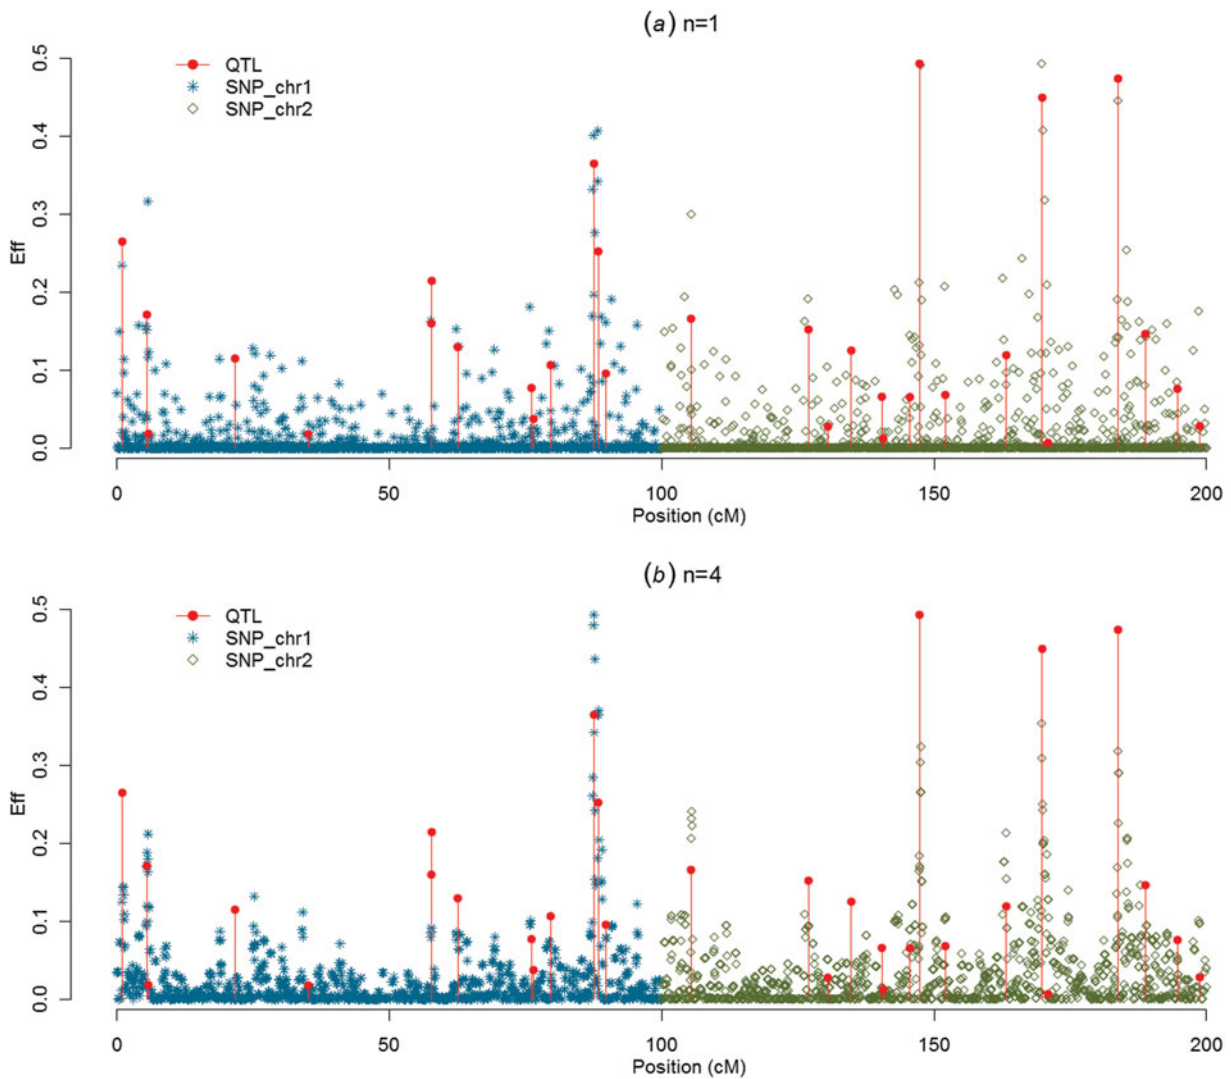 (a) n=1
QTL
SNP_chr1
SNP_chr2
Eff
0.5
0.4
0.3
0.2
0.1
0.0
0 50 100 150 200
Position (cM)
(b) n=4
QTL
SNP_chr1
SNP_chr2
Eff
0.5
0.4
0.3
0.2
0.1
0.0
0 50 100 150 200
Position (cM)